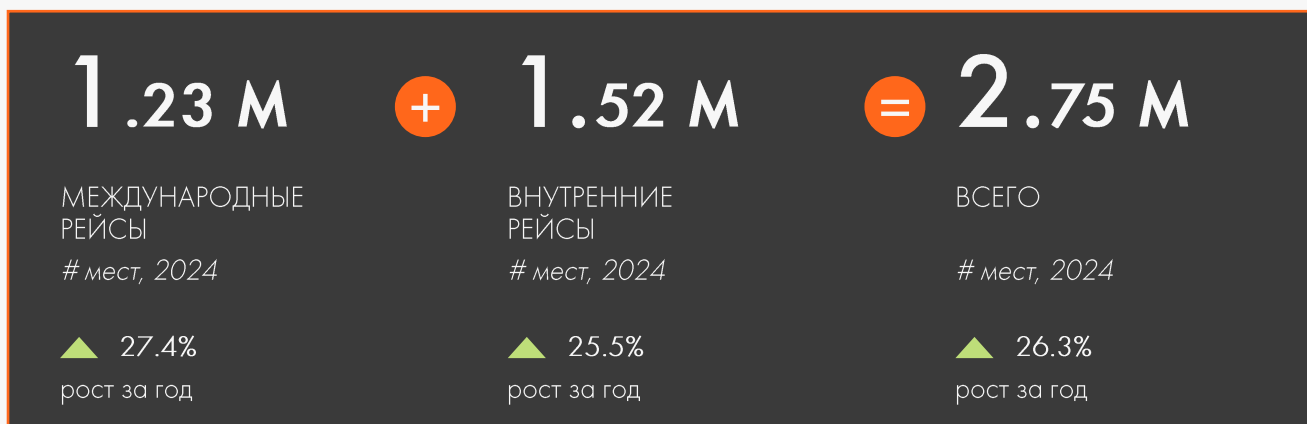 1.23 M + 1.52 M = 2.75 M
МЕЖДУНАРОДНЫЕ РЕЙСЫ
# мест, 2024
27.4%
рост за год
ВНУТРЕННИЕ РЕЙСЫ
# мест, 2024
25.5%
рост за год
ВСЕГО
# мест, 2024
26.3%
рост за год